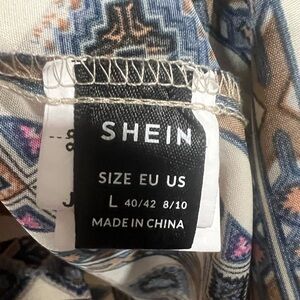 SHEIN
SIZE EU US
L 40/42 8/10
MADE IN CHINA